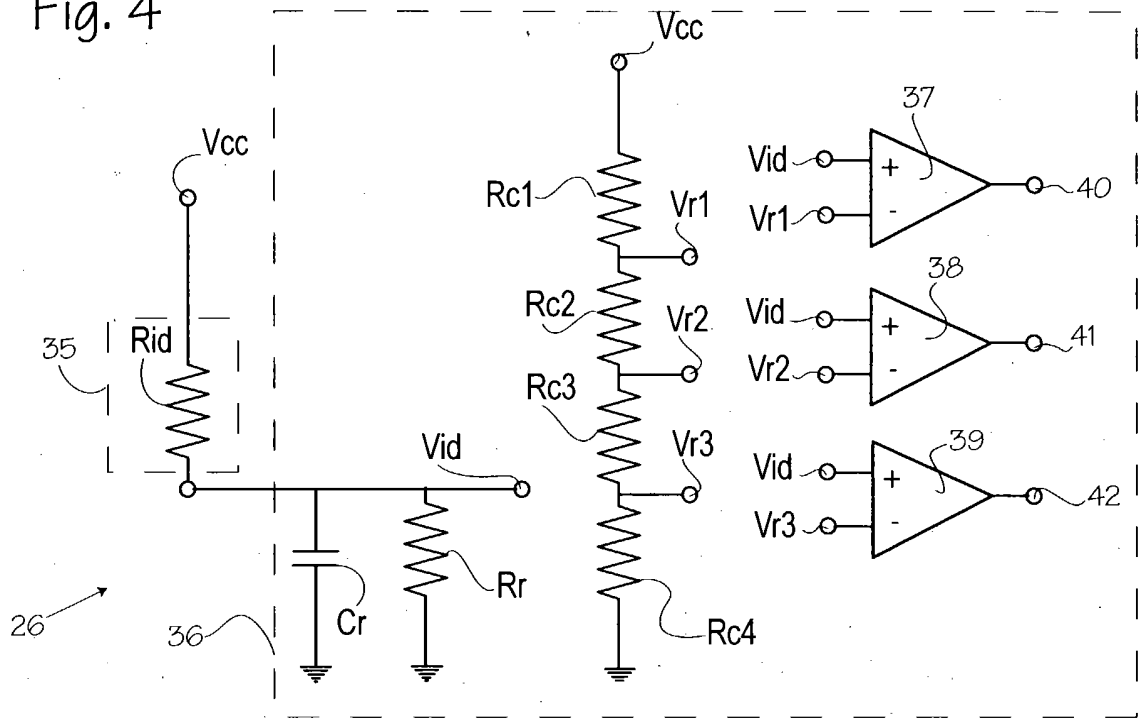 Fig. 4
Vcc
Vcc
37
Vid
+
Rc1
Vr1
40
Vr1
-
38
Rc2
Vr2
Vid
+
35
Rid
41
Vr2
-
Rc3
39
Vid
Vr3
Vid
+
42
Vr3
-
Rr
26
36
Cr
Rc4